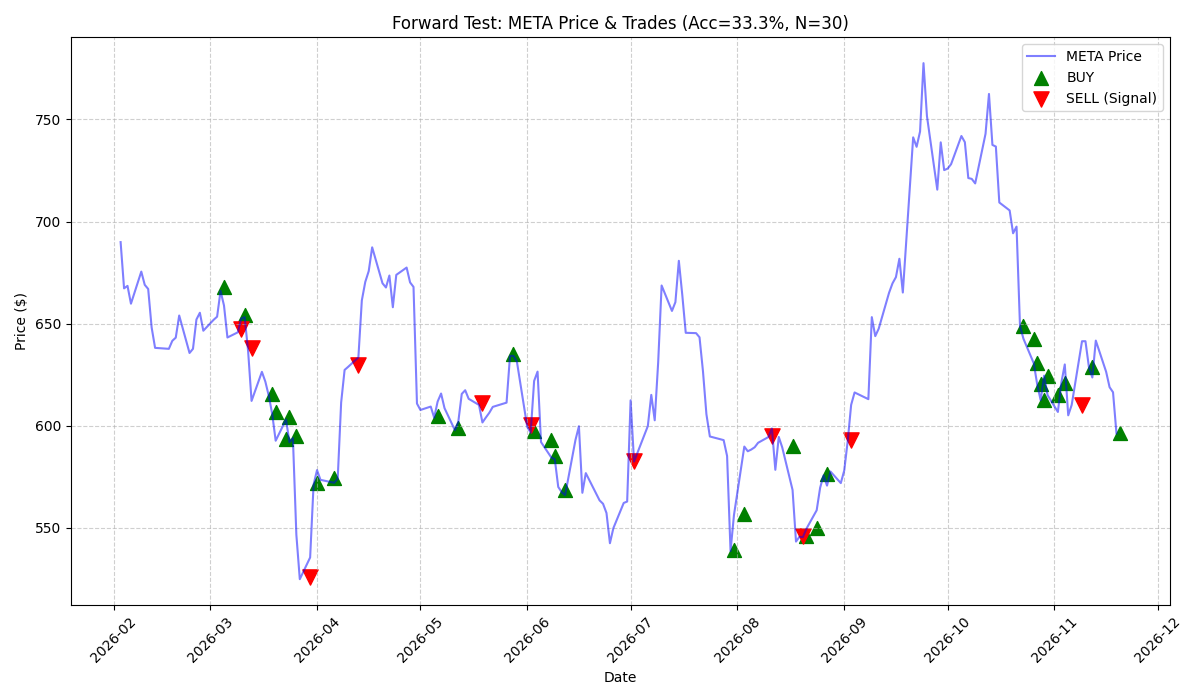 Forward Test: META Price & Trades (Acc=33.3%, N=30)
META Price
BUY
SELL (Signal)
Price ($)
750
700
650
600
550
2026-02
2026-03
2026-04
2026-05
2026-06
2026-07
2026-08
2026-09
2026-10
2026-11
2026-12
Date